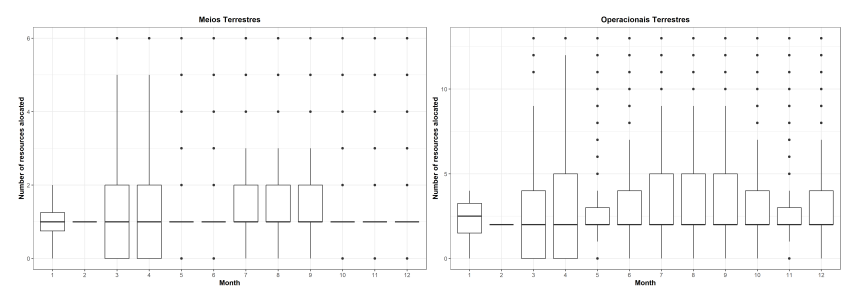 Meios Terrestres
Number of resources alocated
6
4
2
0
1 2 3 4 5 6 7 8 9 10 11 12
Month
Operacionais Terrestres
Number of resources alocated
10
5
0
1 2 3 4 5 6 7 8 9 10 11 12
Month